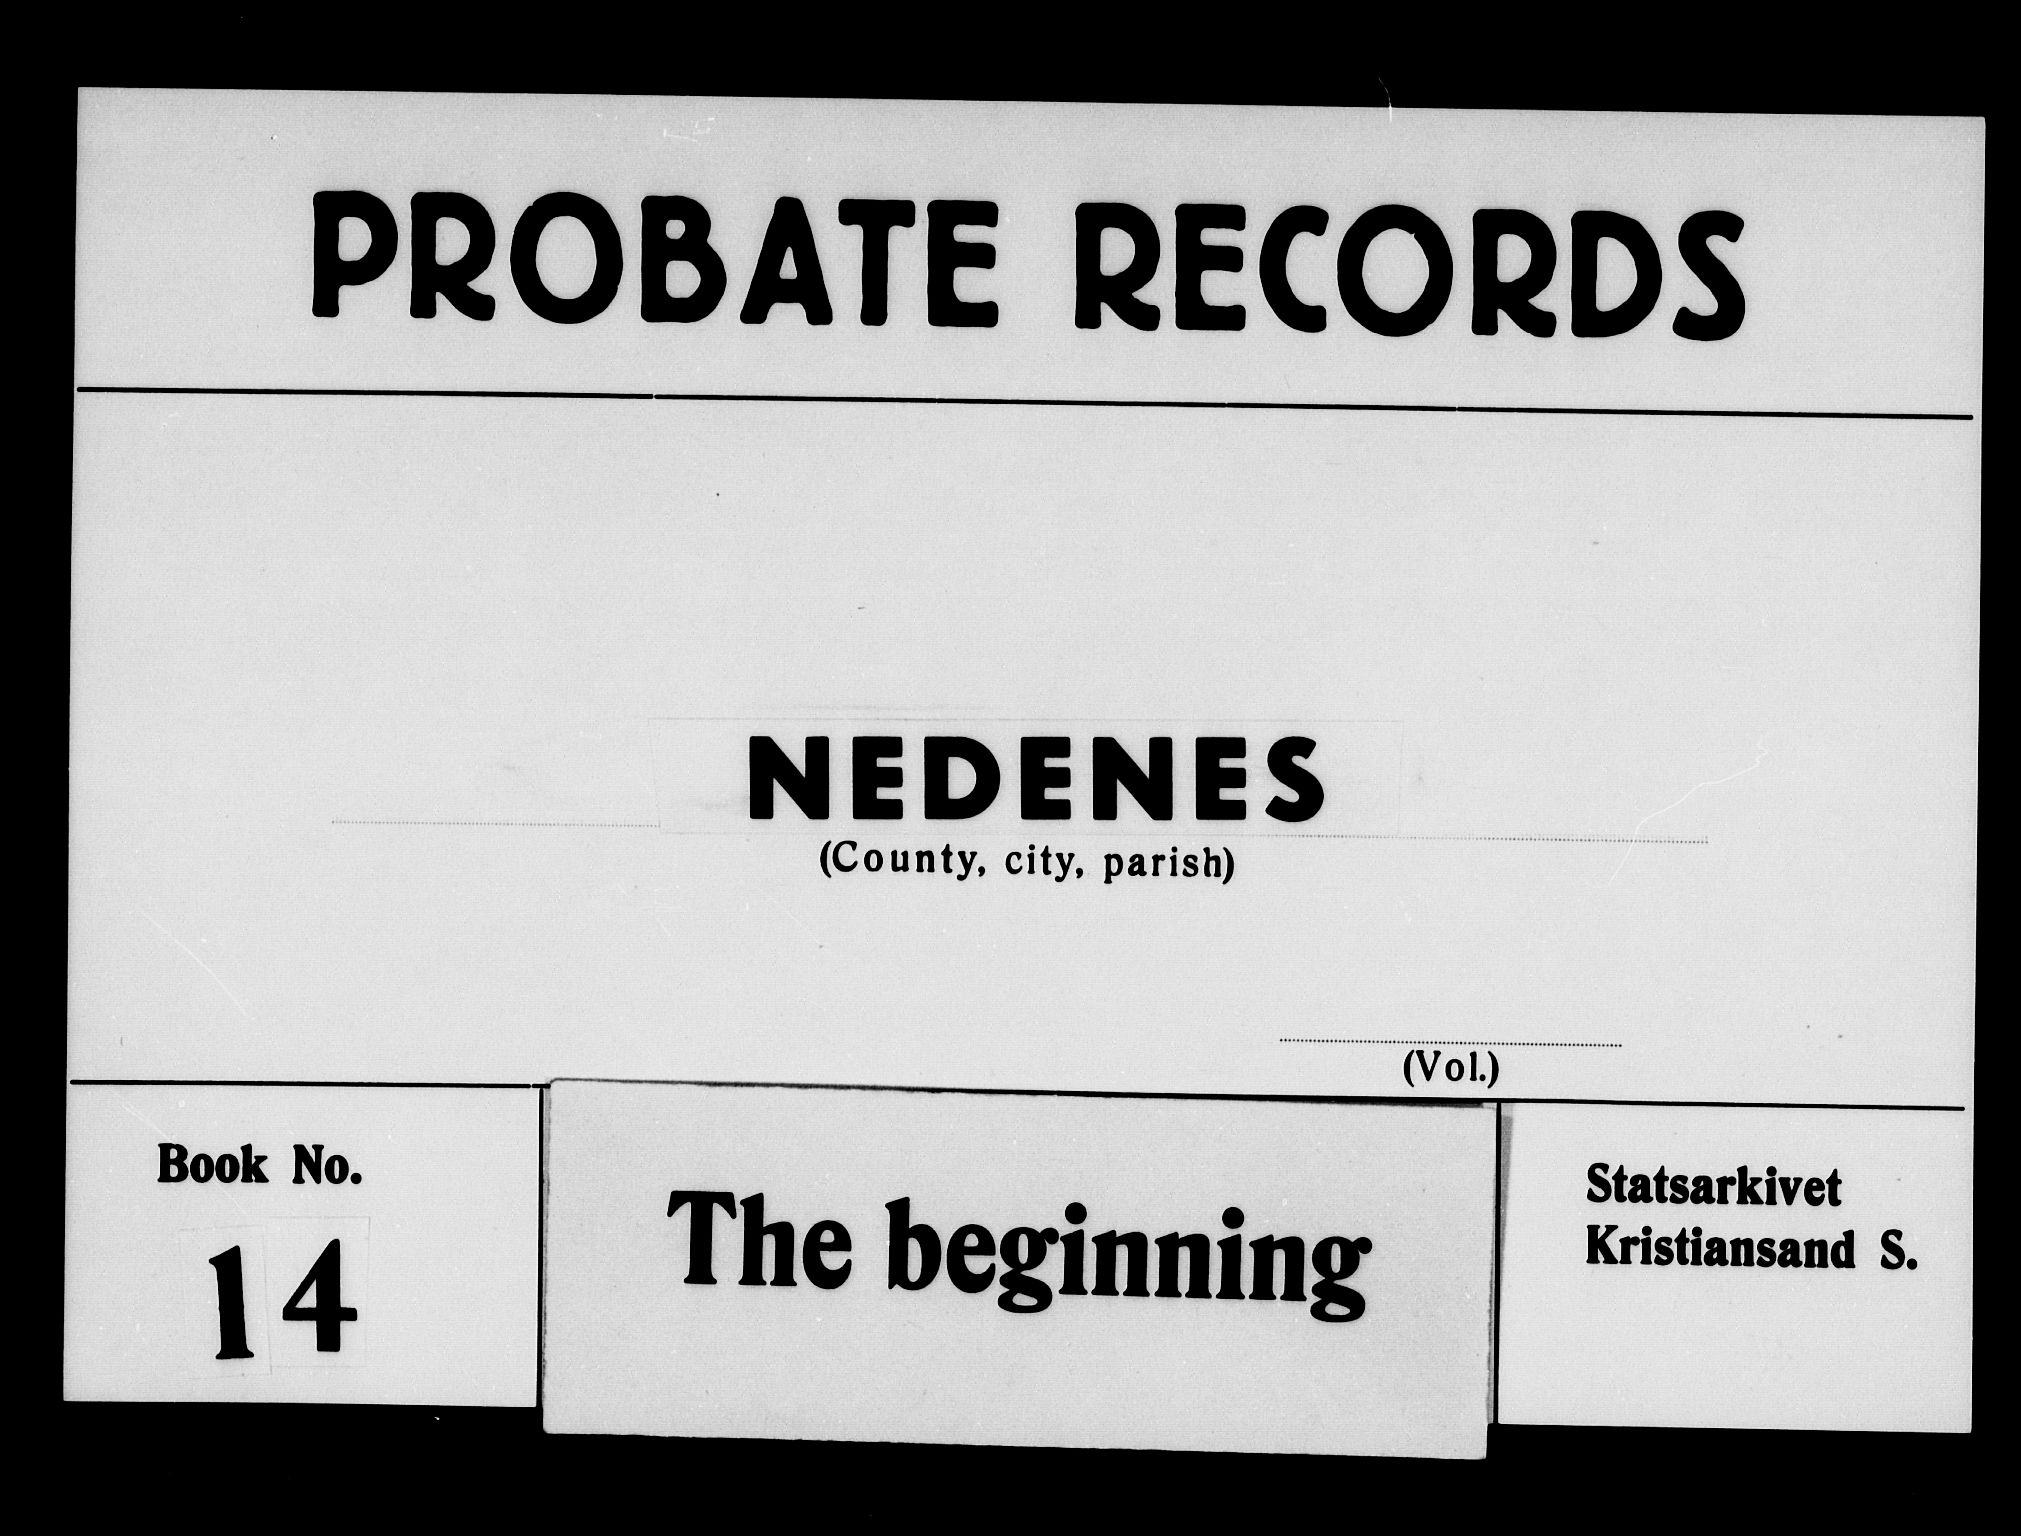 PROBATE RECORDS
NEDENES
(County, city, parish)
(Vol.)
Book No.
14
The beginning
Statsarkivet
Kristiansand S.